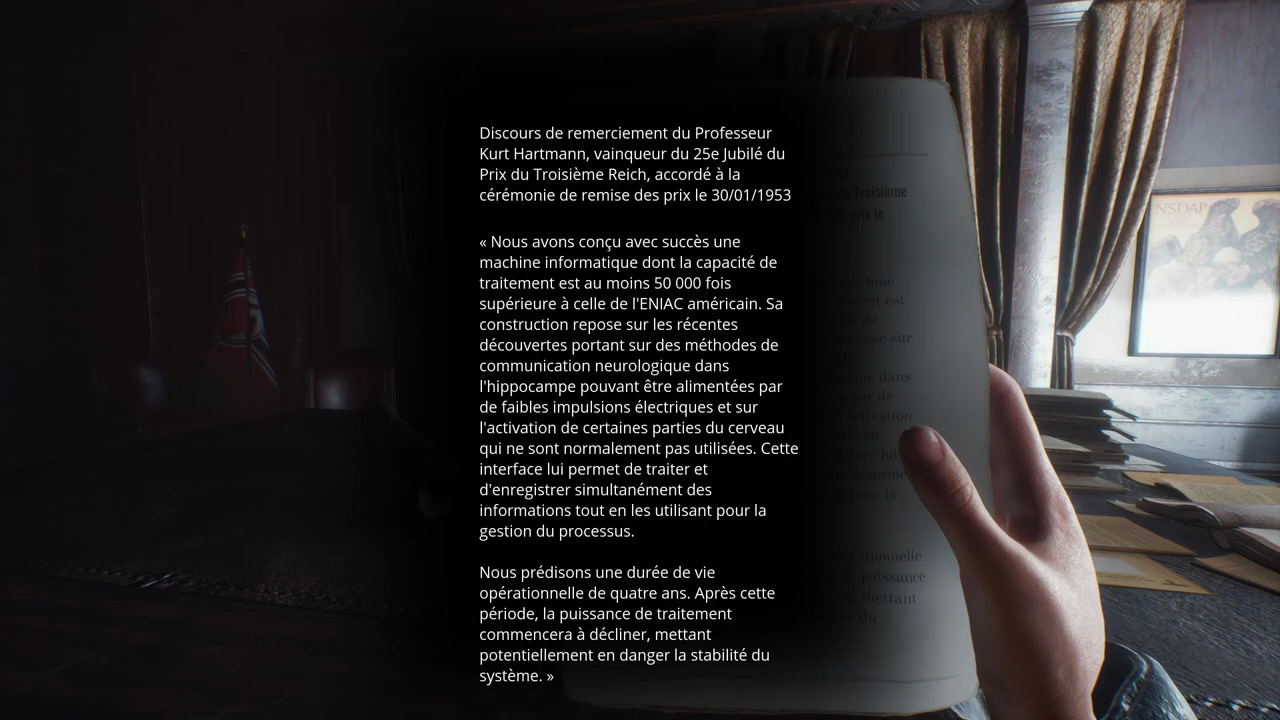 Discours de remerciement du Professeur
Kurt Hartmann, vainqueur du 25e Jubilé du
Prix du Troisième Reich, accordé à la
cérémonie de remise des prix le 30/01/1953
« Nous avons conçu avec succès une
machine informatique dont la capacité de
traitement est au moins 50 000 fois
supérieure à celle de l'ENIAC américain. Sa
construction repose sur les récentes
découvertes portant sur des méthodes de
communication neurologique dans
l'hippocampe pouvant être alimentées par
de faibles impulsions électriques et sur
l'activation de certaines parties du cerveau
qui ne sont normalement pas utilisées. Cette
interface lui permet de traiter et
d'enregistrer simultanément des
informations tout en les utilisant pour la
gestion du processus.
Nous prédisons une durée de vie
opérationnelle de quatre ans. Après cette
période, la puissance de traitement
commencera à décliner, mettant
potentiellement en danger la stabilité du
système. »
NSDAP